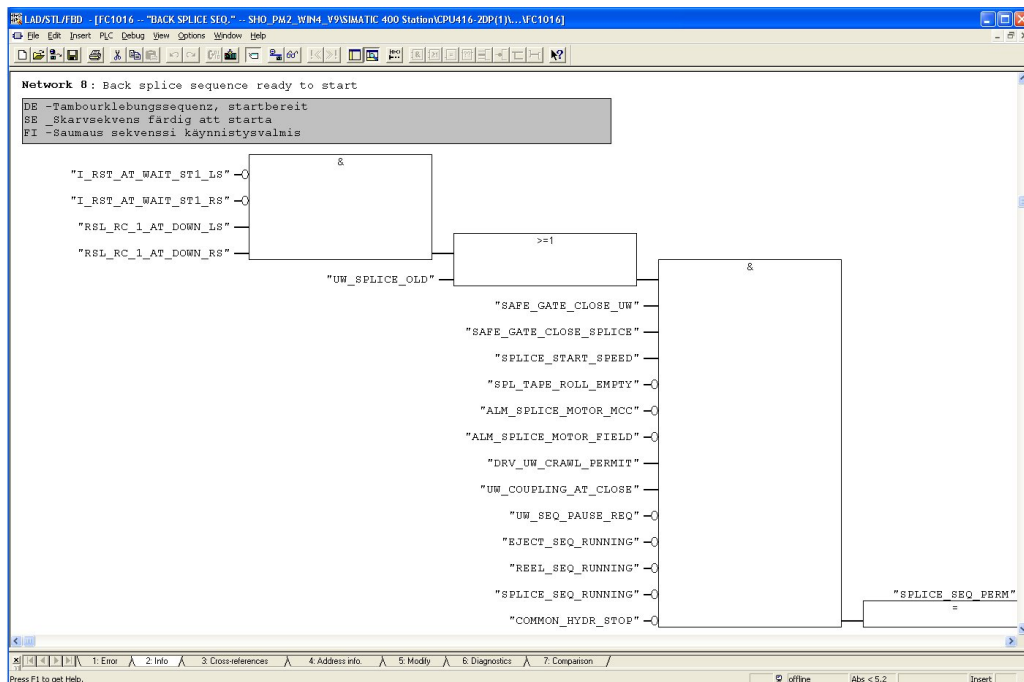 LAD/STL/FBD - [FC1016 -- "BACK SPLICE SEQ." -- SHO_PM2_WIN4_V9\SIMATIC 400 Station\CPU416-2DP(1)\...\FC1016]
File Edit Insert PLC Debug View Options Window Help
Network 8: Back splice sequence ready to start
DE -Tambourklebungssequenz, startbereit
SE _Skarvsekvens färdig att starta
FI -Saumaus sekvenssi käynnistysvalmis
&
"I_RST_AT_WAIT_ST1_LS"
"I_RST_AT_WAIT_ST1_RS"
"RSL_RC_1_AT_DOWN_LS"
"RSL_RC_1_AT_DOWN_RS"
>=1
"UW_SPLICE_OLD"
&
"SAFE_GATE_CLOSE_UW"
"SAFE_GATE_CLOSE_SPLICE"
"SPLICE_START_SPEED"
"SPL_TAPE_ROLL_EMPTY"
"ALM_SPLICE_MOTOR_MCC"
"ALM_SPLICE_MOTOR_FIELD"
"DRV_UW_CRAWL_PERMIT"
"UW_COUPLING_AT_CLOSE"
"UW_SEQ_PAUSE_REQ"
"EJECT_SEQ_RUNNING"
"REEL_SEQ_RUNNING"
"SPLICE_SEQ_RUNNING"
"COMMON_HYDR_STOP"
"SPLICE_SEQ_PERM"
=
1: Error 2: Info 3: Cross-references 4: Address info. 5: Modify 6: Diagnostics 7: Comparison
Press F1 to get Help. offline Abs < 5.2 Insert